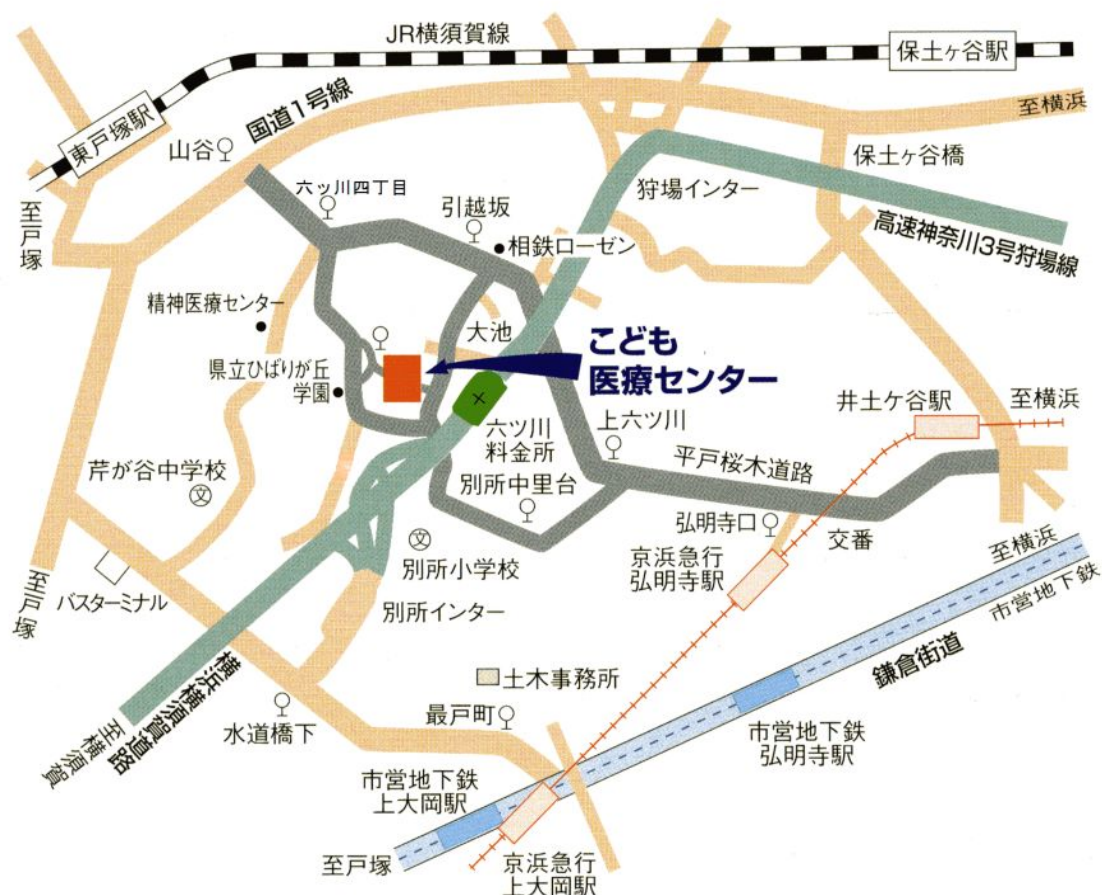 JR横須賀線
保土ヶ谷駅
東戸塚駅
国道1号線
至横浜
山谷
保土ヶ谷橋
六ッ川四丁目
狩場インター
引越坂
相鉄ローゼン
高速神奈川3号狩場線
至戸塚
精神医療センター
大池
こども
医療センター
県立ひばりが丘
学園
井土ケ谷駅
至横浜
六ツ川
料金所
上六ツ川
平戸桜木道路
芹が谷中学校
文
別所中里台
弘明寺口
交番
文
別所小学校
京浜急行
弘明寺駅
至横浜
市営地下鉄
至戸塚
バスターミナル
別所インター
鎌倉街道
土木事務所
横浜横須賀道路
至横須賀
水道橋下
最戸町
市営地下鉄
弘明寺駅
市営地下鉄
上大岡駅
至戸塚
京浜急行
上大岡駅